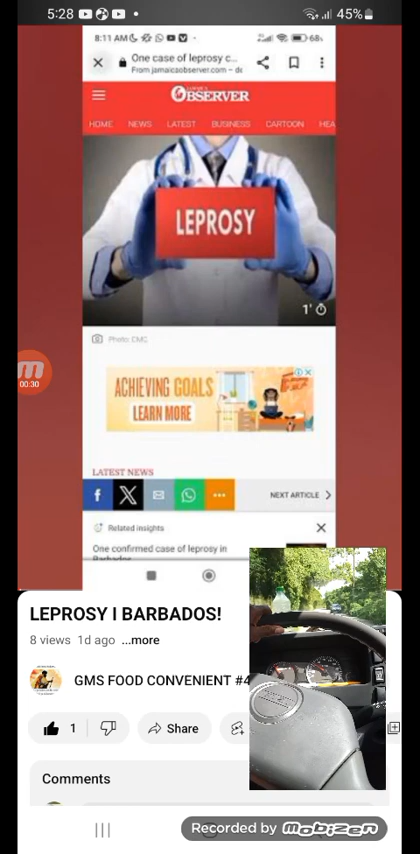 5:28
45%
8:11 AM
68%
One case of leprosy c...
From jamaicaobserver.com – de
OBSERVER
HOME NEWS LATEST BUSINESS CARTOON HEA
LEPROSY
1'
Photo: CMC
00:30
ACHIEVING GOALS
LEARN MORE
LATEST NEWS
NEXT ARTICLE
Related insights
One confirmed case of leprosy in
Barbados
LEPROSY I BARBADOS!
8 views 1d ago ...more
GMS FOOD CONVENIENT #4
1
Share
Comments
Recorded by mobizen